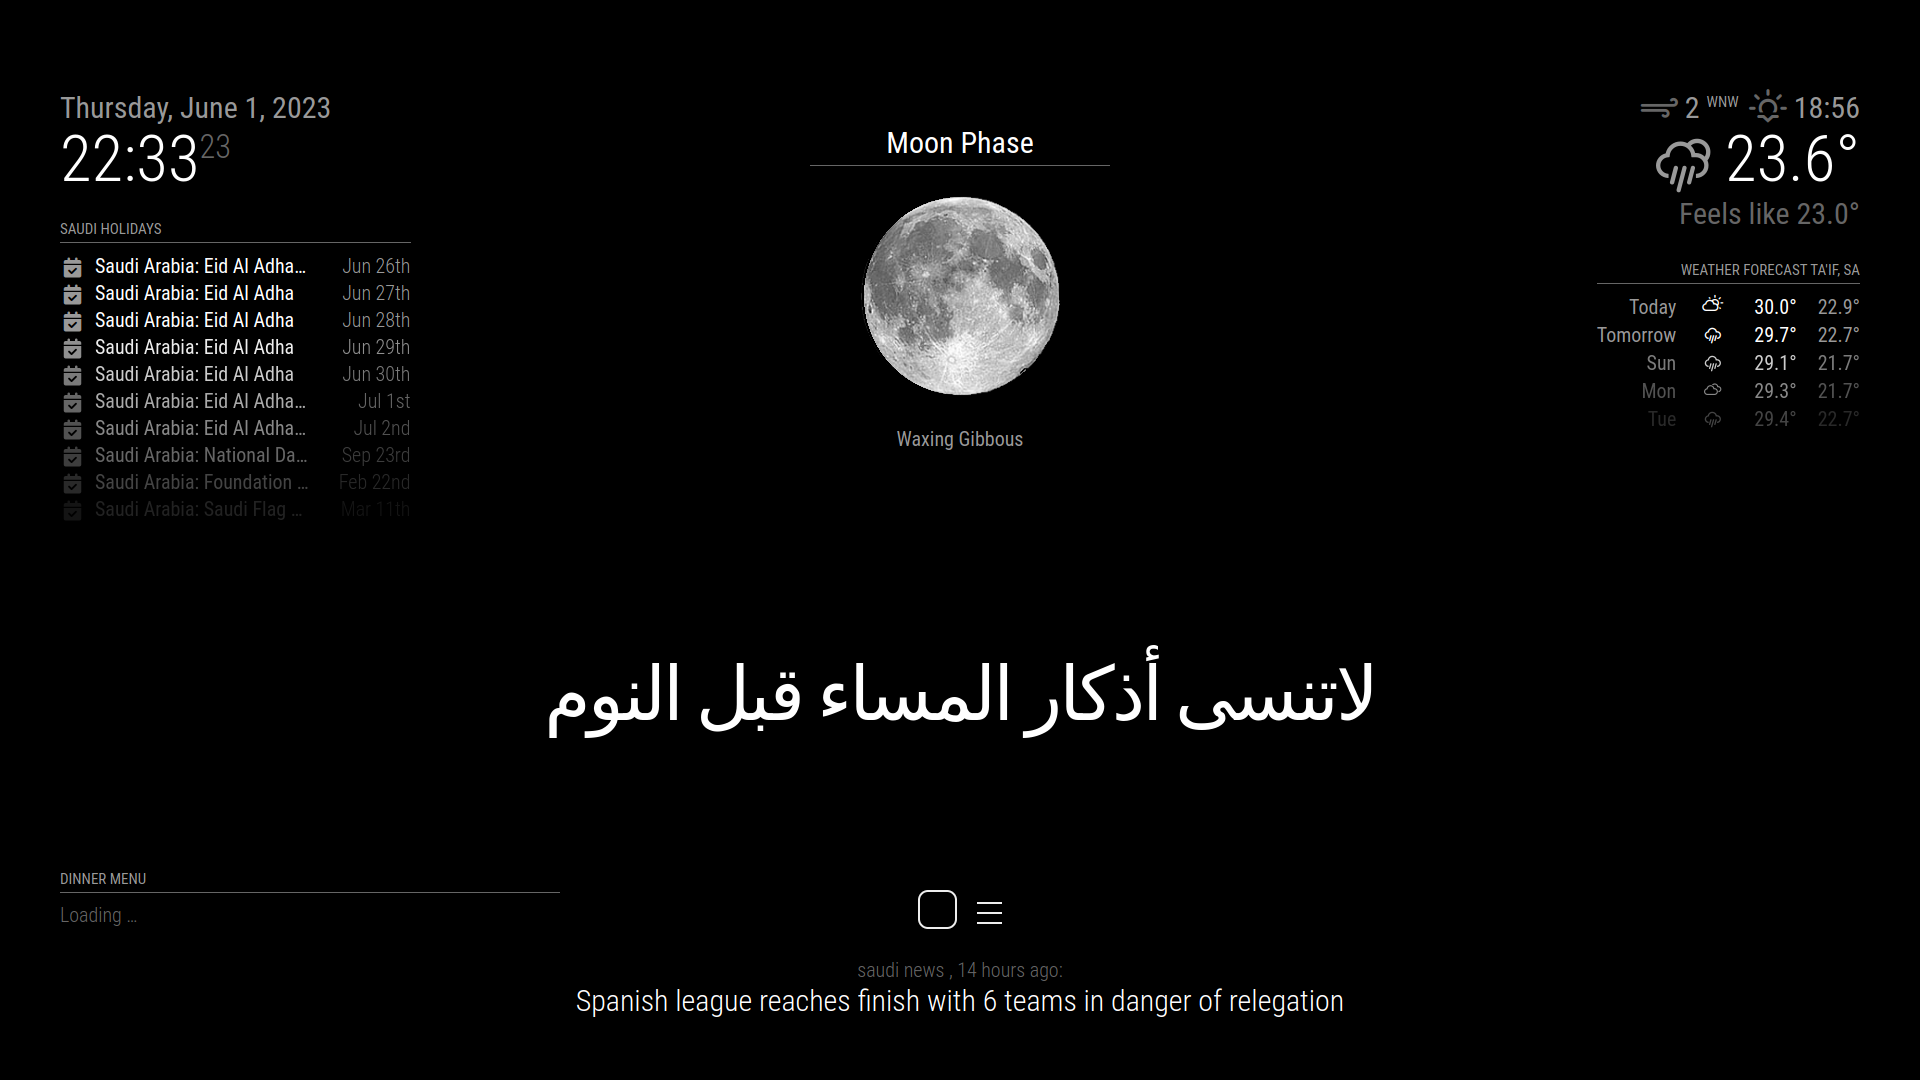 Thursday, June 1, 2023
22:33 23
SAUDI HOLIDAYS
Saudi Arabia: Eid Al Adha... Jun 26th
Saudi Arabia: Eid Al Adha Jun 27th
Saudi Arabia: Eid Al Adha Jun 28th
Saudi Arabia: Eid Al Adha Jun 29th
Saudi Arabia: Eid Al Adha Jun 30th
Saudi Arabia: Eid Al Adha... Jul 1st
Saudi Arabia: Eid Al Adha... Jul 2nd
Saudi Arabia: National Da... Sep 23rd
Saudi Arabia: Foundation ... Feb 22nd
Saudi Arabia: Saudi Flag ... Mar 11th
Moon Phase
Waxing Gibbous
2 WNW 18:56
23.6°
Feels like 23.0°
WEATHER FORECAST TA'IF, SA
Today 30.0° 22.9°
Tomorrow 29.7° 22.7°
Sun 29.1° 21.7°
Mon 29.3° 21.7°
Tue 29.4° 22.7°
لاتنسى أذكار المساء قبل النوم
DINNER MENU
Loading ...
saudi news , 14 hours ago:
Spanish league reaches finish with 6 teams in danger of relegation